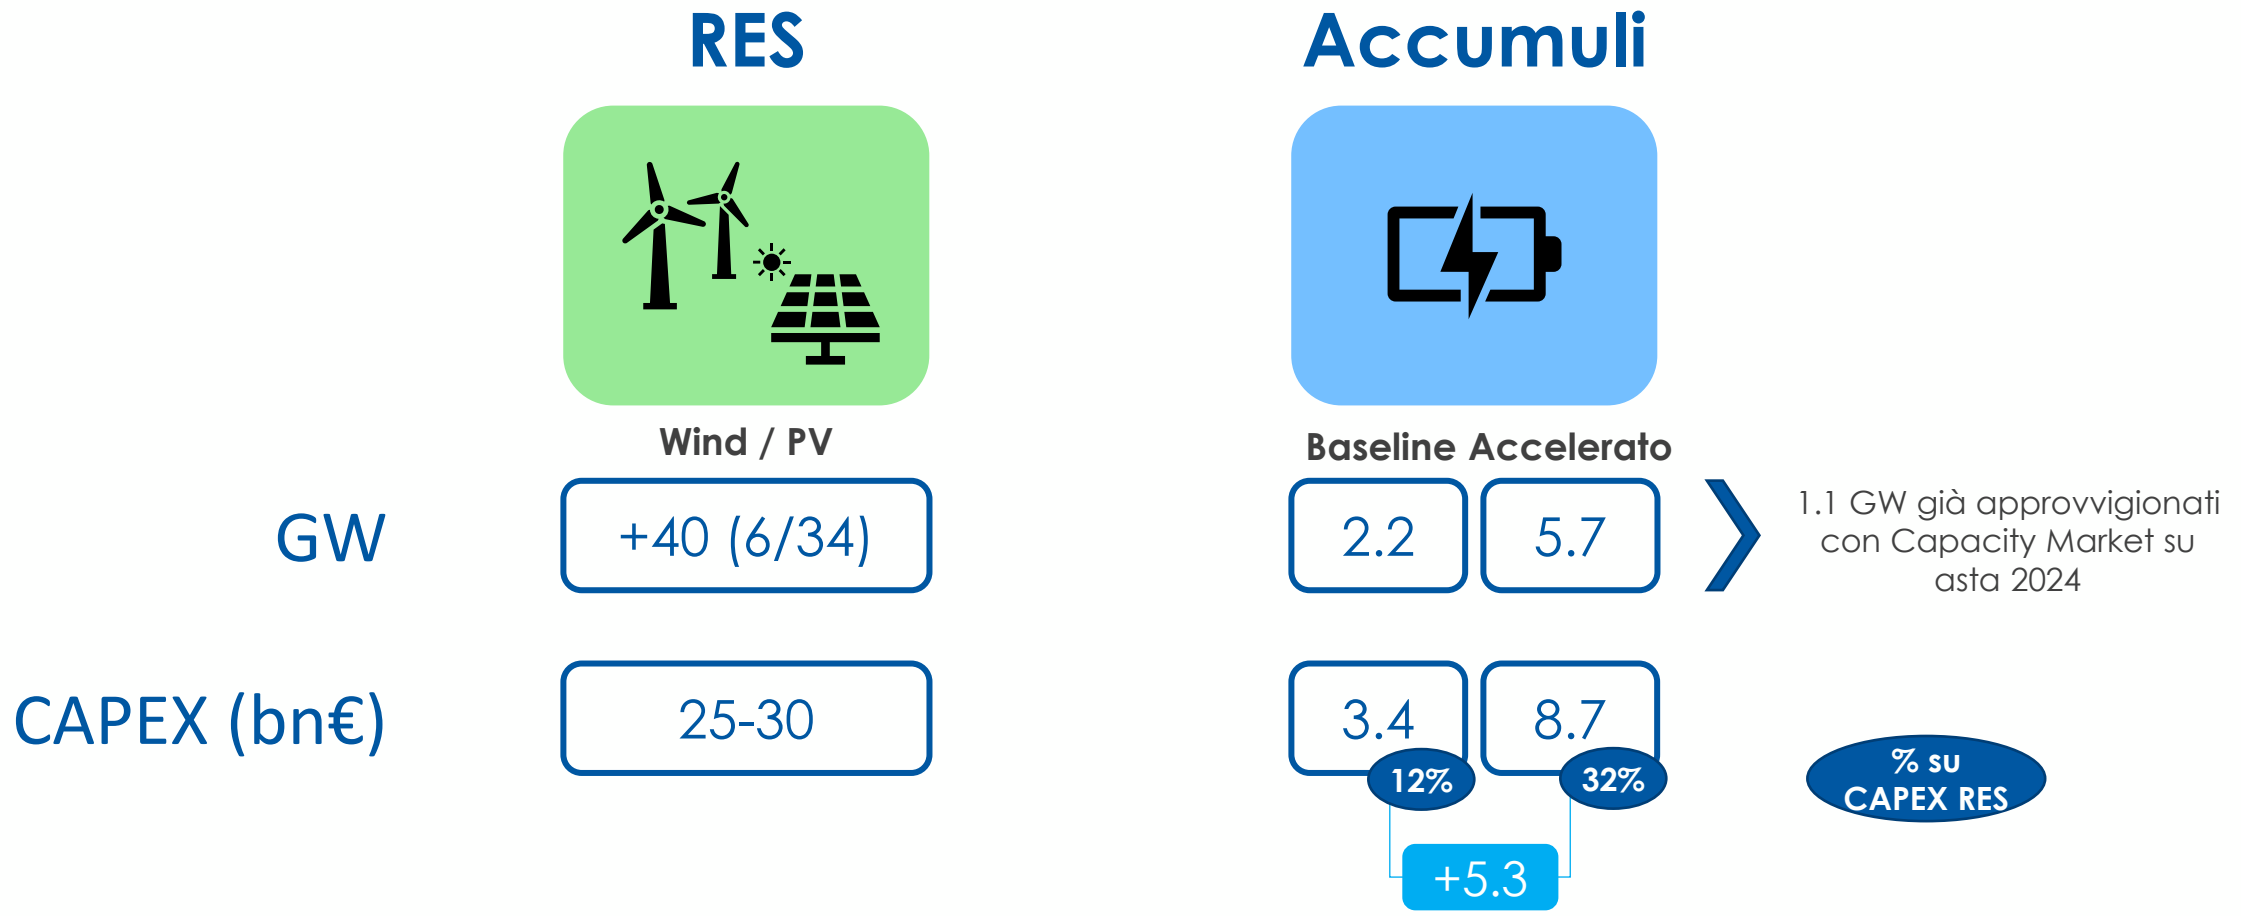 RES
Accumuli
Wind / PV
Baseline Accelerato
GW
+40 (6/34)
2.2
5.7
1.1 GW già approvvigionati
con Capacity Market su
asta 2024
CAPEX (bn€)
25-30
3.4
8.7
12%
32%
% su
CAPEX RES
+5.3